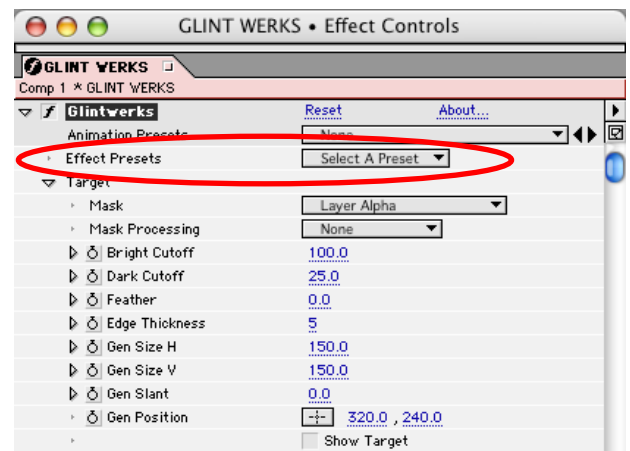 GLINT WERKS • Effect Controls
GLINT WERKS
Comp 1 * GLINT WERKS
Glintwerks Reset About...
Animation Presets None
Effect Presets Select A Preset
Target
Mask Layer Alpha
Mask Processing None
Bright Cutoff 100.0
Dark Cutoff 25.0
Feather 0.0
Edge Thickness 5
Gen Size H 150.0
Gen Size V 150.0
Gen Slant 0.0
Gen Position 320.0 , 240.0
Show Target